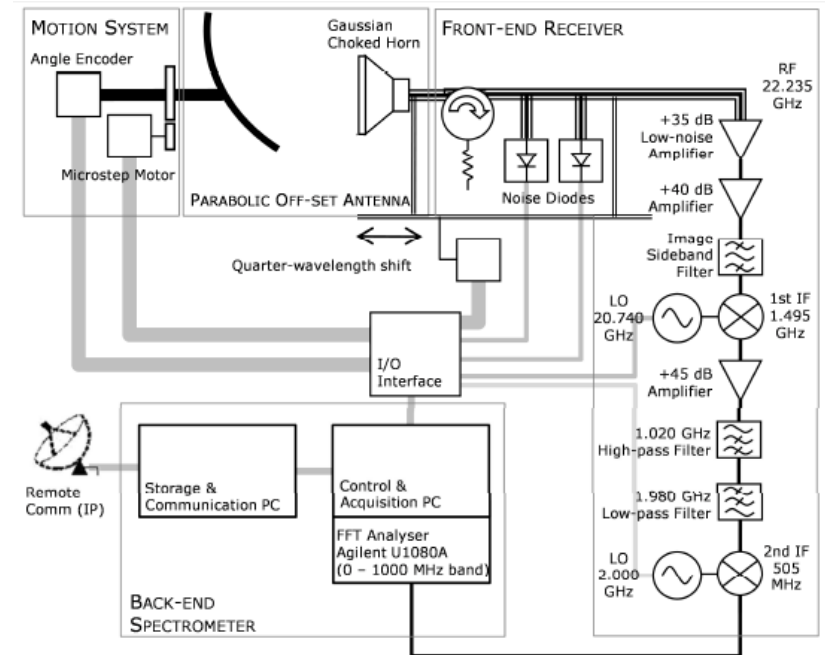 MOTION SYSTEM
Angle Encoder
Microstep Motor
PARABOLIC OFF-SET ANTENNA
Gaussian
Choked Horn
FRONT-END RECEIVER
RF
22.235
GHz
+35 dB
Low-noise
Amplifier
Noise Diodes
+40 dB
Amplifier
Image
Sideband
Filter
Quarter-wavelength shift
LO
20.740
GHz
1st IF
1.495
GHz
I/O
Interface
+45 dB
Amplifier
1.020 GHz
High-pass Filter
1.980 GHz
Low-pass Filter
LO
2.000
GHz
2nd IF
505
MHz
Remote
Comm (IP)
Storage &
Communication PC
Control &
Acquisition PC
FFT Analyser
Agilent U1080A
(0 – 1000 MHz band)
BACK-END
SPECTROMETER